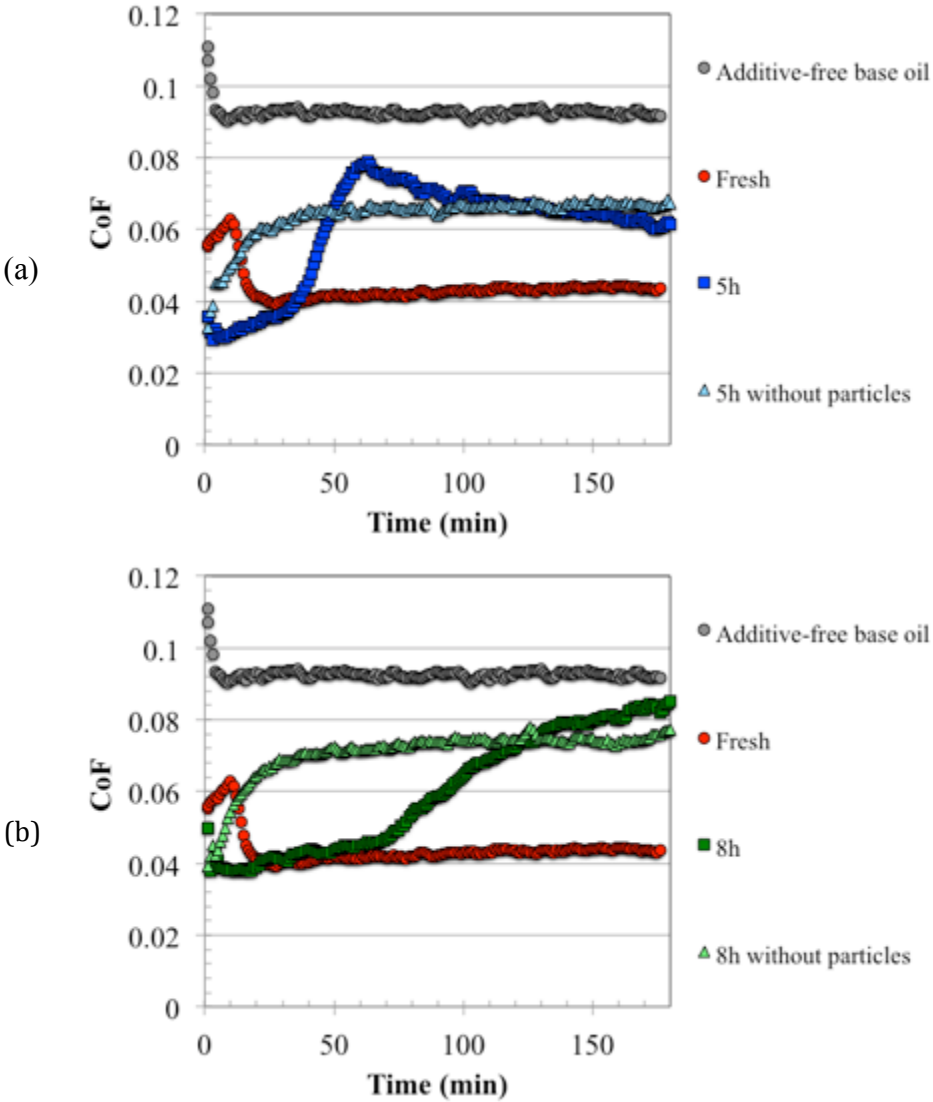 (a)
CoF
0.12
0.1
0.08
0.06
0.04
0.02
0
0 50 100 150
Time (min)
Additive-free base oil
Fresh
5h
5h without particles
(b)
CoF
0.12
0.1
0.08
0.06
0.04
0.02
0
0 50 100 150
Time (min)
Additive-free base oil
Fresh
8h
8h without particles